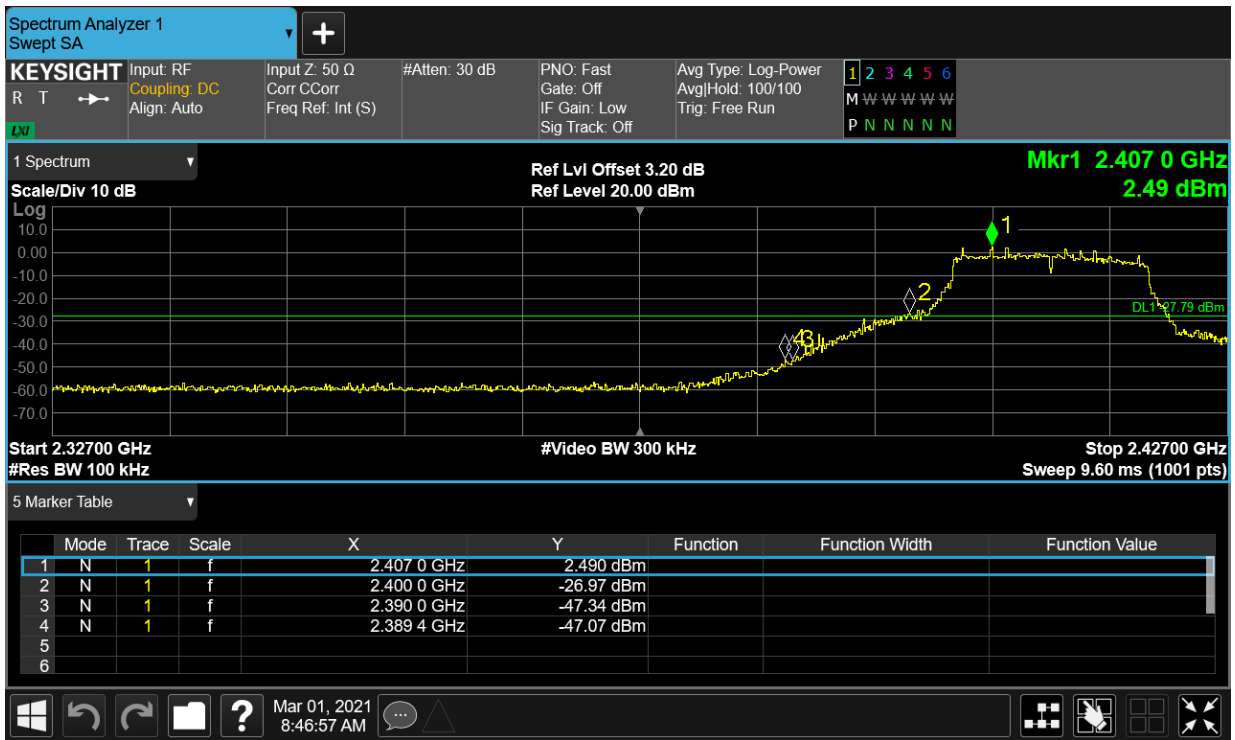 Spectrum Analyzer 1
Swept SA
KEYSIGHT
R T
LXI
Input: RF
Coupling: DC
Align: Auto
Input Z: 50 Ω
Corr CCorr
Freq Ref: Int (S)
#Atten: 30 dB
PNO: Fast
Gate: Off
IF Gain: Low
Sig Track: Off
Avg Type: Log-Power
Avg|Hold: 100/100
Trig: Free Run
1 2 3 4 5 6
M W W W W W
P N N N N N
1 Spectrum
Scale/Div 10 dB
Ref Lvl Offset 3.20 dB
Ref Level 20.00 dBm
Mkr1 2.407 0 GHz
2.49 dBm
Log
10.0
0.00
-10.0
-20.0
-30.0
-40.0
-50.0
-60.0
-70.0
1
2
4
3
DL1 -27.79 dBm
Start 2.32700 GHz
#Res BW 100 kHz
#Video BW 300 kHz
Stop 2.42700 GHz
Sweep 9.60 ms (1001 pts)
5 Marker Table
Mode Trace Scale X Y Function Function Width Function Value
1 N 1 f 2.407 0 GHz 2.490 dBm
2 N 1 f 2.400 0 GHz -26.97 dBm
3 N 1 f 2.390 0 GHz -47.34 dBm
4 N 1 f 2.389 4 GHz -47.07 dBm
5
6
?
Mar 01, 2021
8:46:57 AM